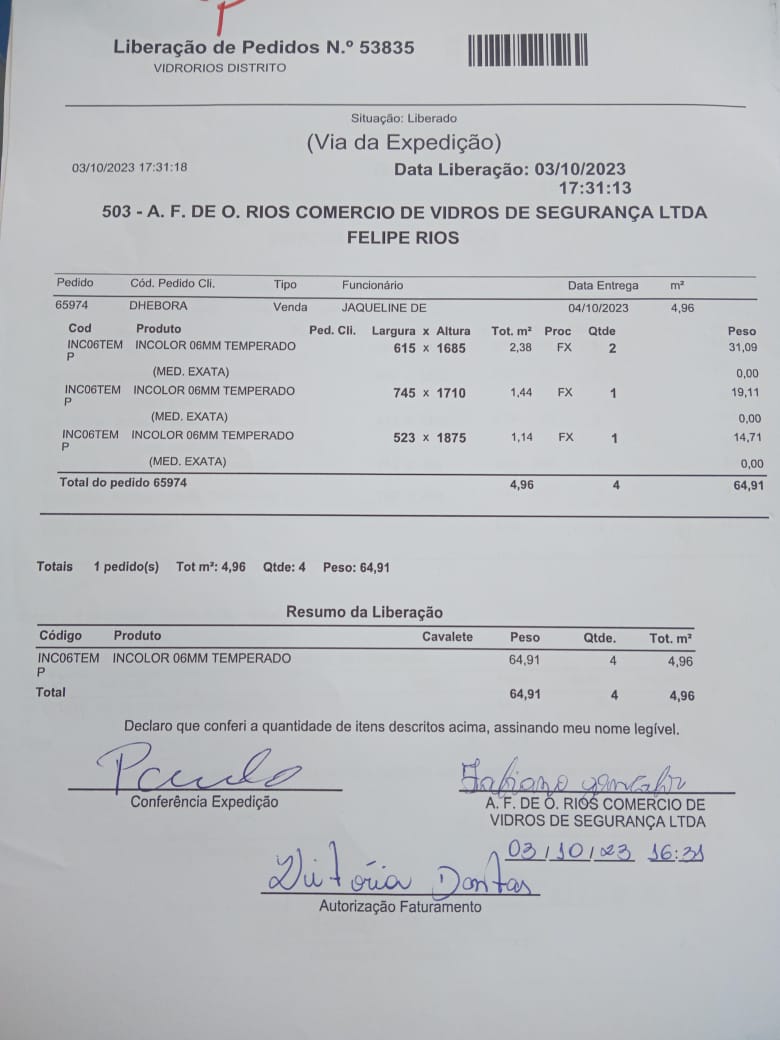 Liberação de Pedidos N.º 53835
VIDRORIOS DISTRITO
Situação: Liberado
(Via da Expedição)
03/10/2023 17:31:18 Data Liberação: 03/10/2023
17:31:13
503 - A. F. DE O. RIOS COMERCIO DE VIDROS DE SEGURANÇA LTDA
FELIPE RIOS
Pedido Cód. Pedido Cli. Tipo Funcionário Data Entrega m²
65974 DHEBORA Venda JAQUELINE DE 04/10/2023 4,96
Cod Produto Ped. Cli. Largura x Altura Tot. m² Proc Qtde Peso
INC06TEM INCOLOR 06MM TEMPERADO 615 x 1685 2,38 FX 2 31,09
P
(MED. EXATA) 0,00
INC06TEM INCOLOR 06MM TEMPERADO 745 x 1710 1,44 FX 1 19,11
P
(MED. EXATA) 0,00
INC06TEM INCOLOR 06MM TEMPERADO 523 x 1875 1,14 FX 1 14,71
P
(MED. EXATA) 0,00
Total do pedido 65974 4,96 4 64,91
Totais 1 pedido(s) Tot m²: 4,96 Qtde: 4 Peso: 64,91
Resumo da Liberação
Código Produto Cavalete Peso Qtde. Tot. m²
INC06TEM INCOLOR 06MM TEMPERADO 64,91 4 4,96
P
Total 64,91 4 4,96
Declaro que conferi a quantidade de itens descritos acima, assinando meu nome legível.
Paulo Fabiano
Conferência Expedição A. F. DE O. RIOS COMERCIO DE
VIDROS DE SEGURANÇA LTDA
03/10/23 16:31
Vitória Dantas
Autorização Faturamento